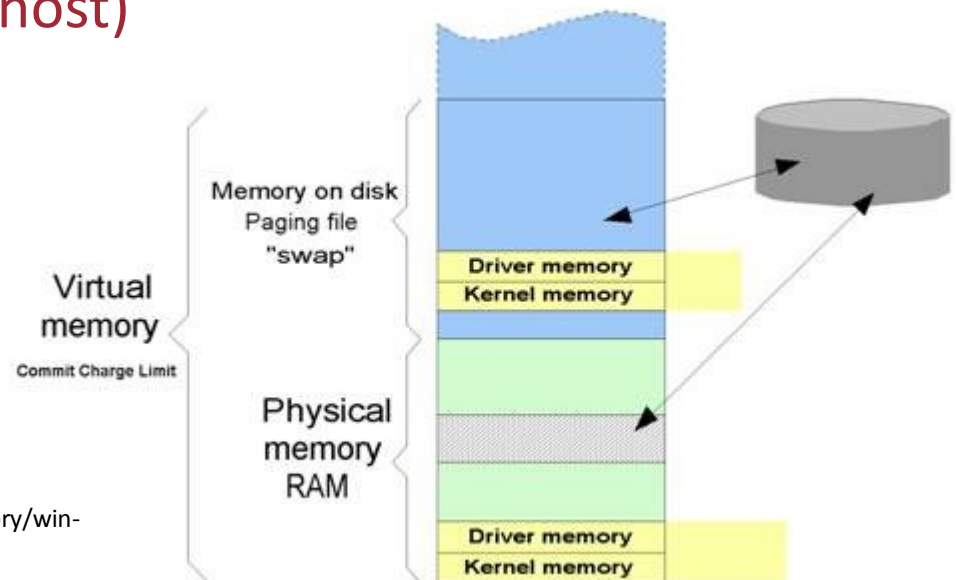 host)
Memory on disk
Paging file
"swap"
Driver memory
Kernel memory
Virtual
memory
Commit Charge Limit
Physical
memory
RAM
ry/win-
Driver memory
Kernel memory